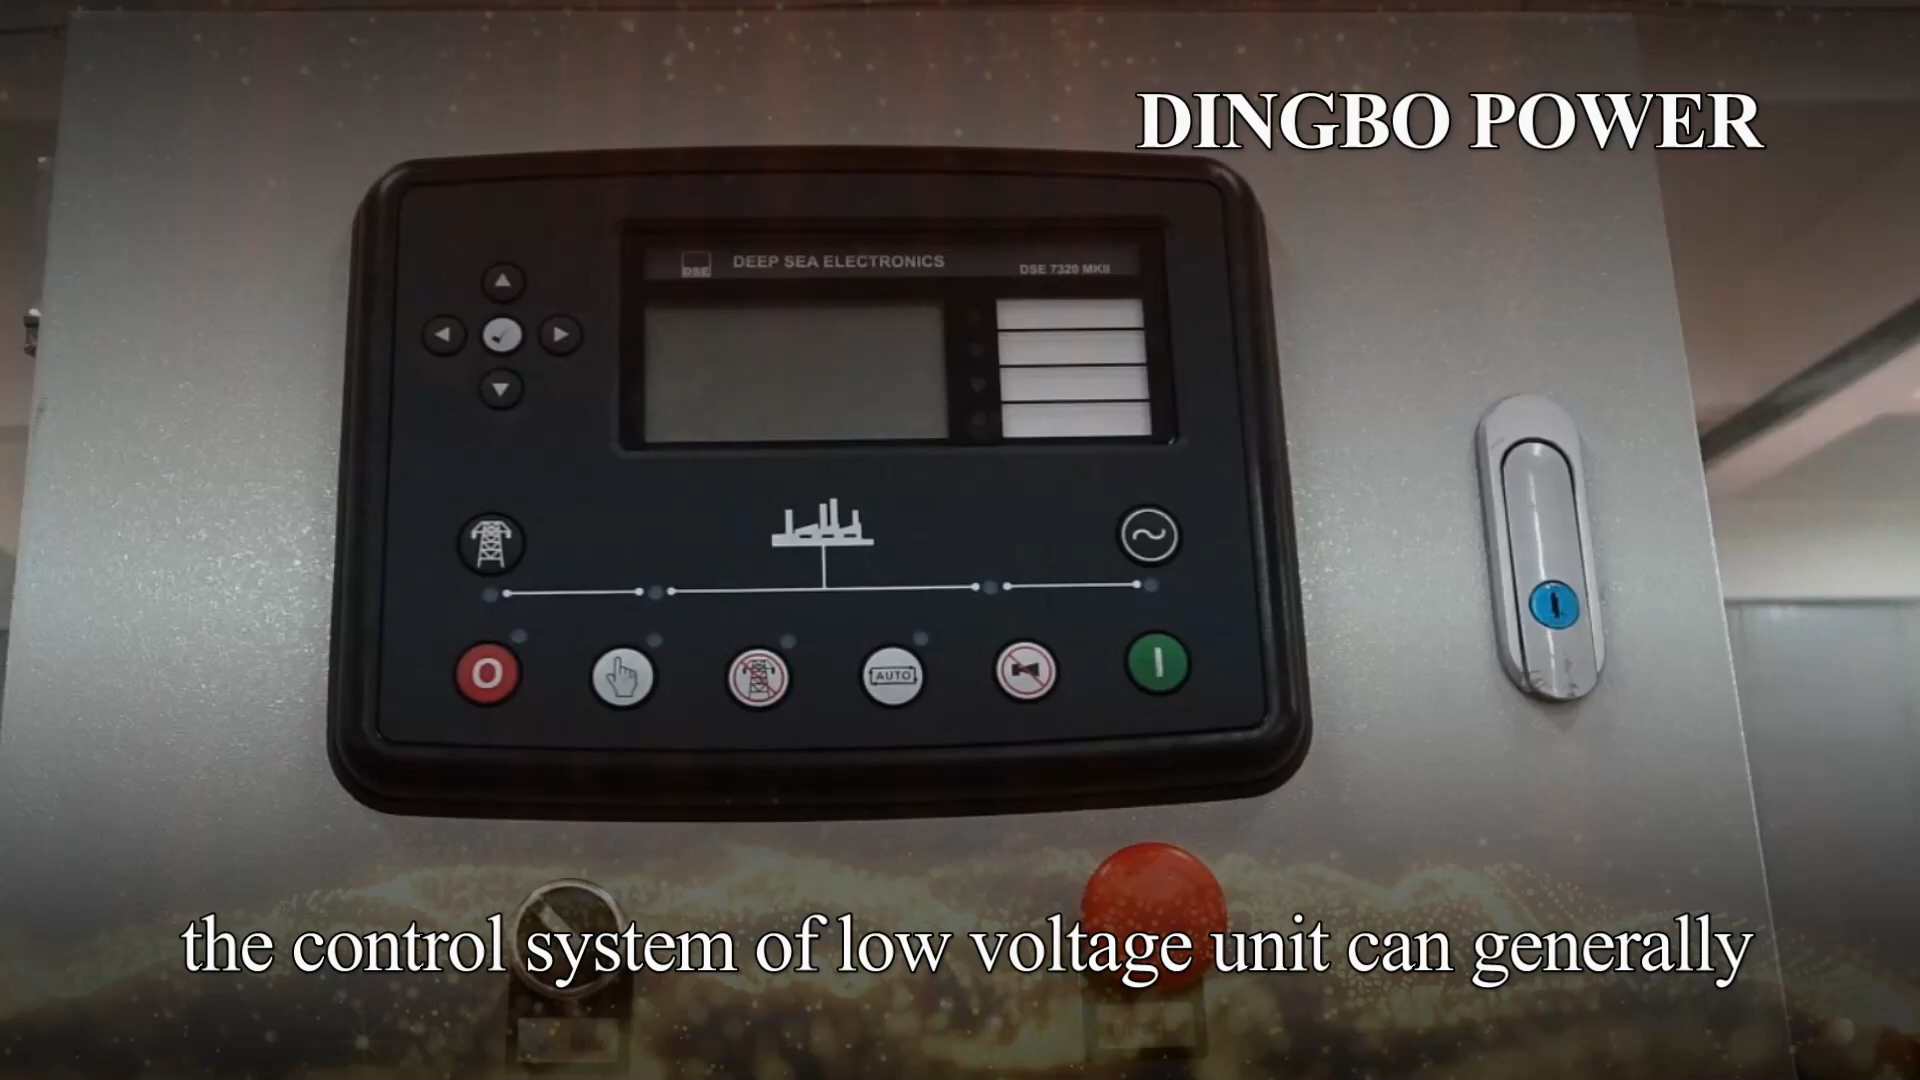 DINGBO POWER
DSE DEEP SEA ELECTRONICS
DSE 7320 MKII
O
AUTO
I
the control system of low voltage unit can generally